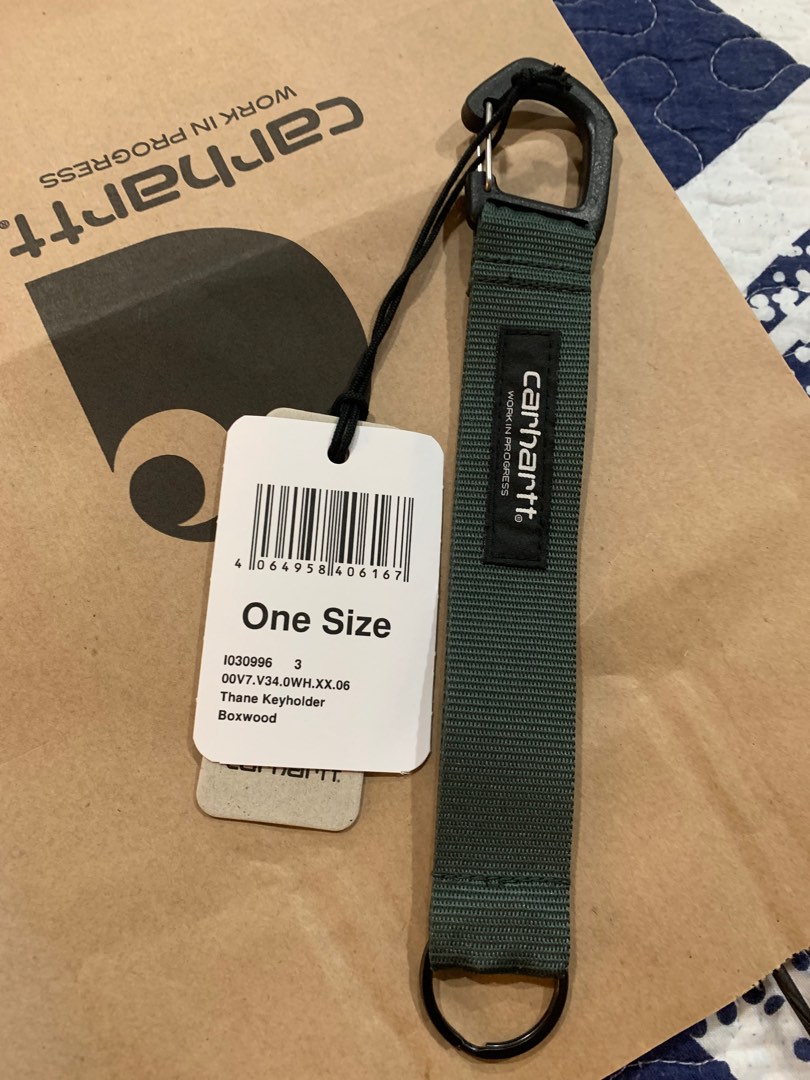 carhartt®
WORK IN PROGRESS
carhartt®
WORK IN PROGRESS
4 064958 406167
One Size
I030996 3
00V7.V34.0WH.XX.06
Thane Keyholder
Boxwood
carhartt.